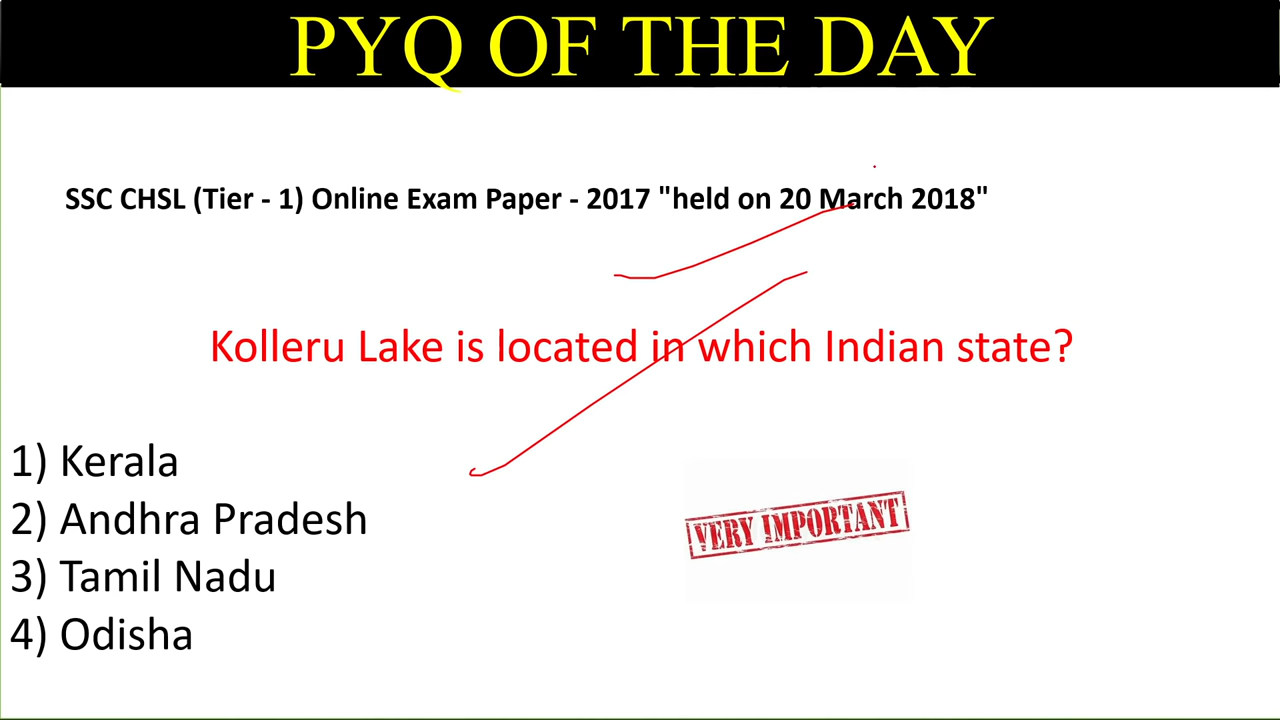 PYQ OF THE DAY
SSC CHSL (Tier - 1) Online Exam Paper - 2017 "held on 20 March 2018"
Kolleru Lake is located in which Indian state?
1) Kerala
2) Andhra Pradesh
3) Tamil Nadu
4) Odisha
VERY IMPORTANT